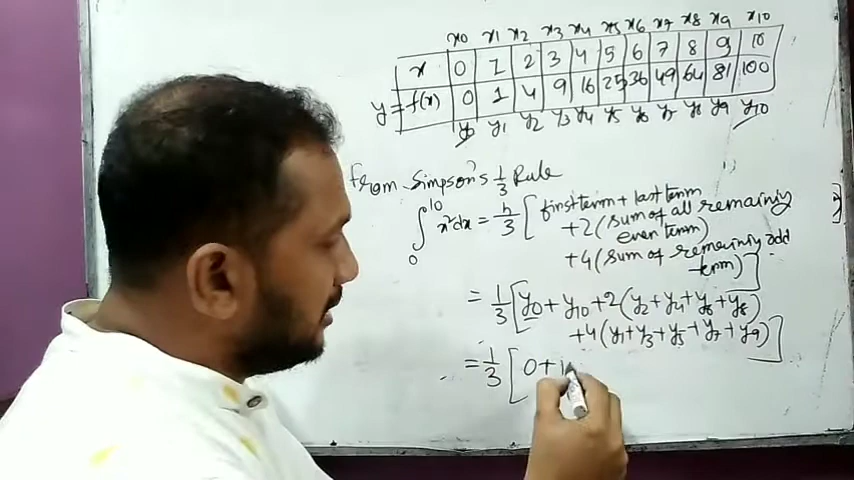 x0 x1 x2 x3 x4 x5 x6 x7 x8 x9 x10
x 0 1 2 3 4 5 6 7 8 9 10
y = f(x) 0 1 4 9 16 25 36 49 64 81 100
y0 y1 y2 y3 y4 y5 y6 y7 y8 y9 y10
From Simpson's 1/3 Rule
∫₀¹⁰ x²dx = h/3 [first term + last term
+2(sum of all remaining
even term)
+4(sum of remaining odd
term)]
= 1/3 [y0 + y10 + 2(y2+y4+y6+y8)
+4(y1+y3+y5+y7+y9)]
= 1/3 [0+1